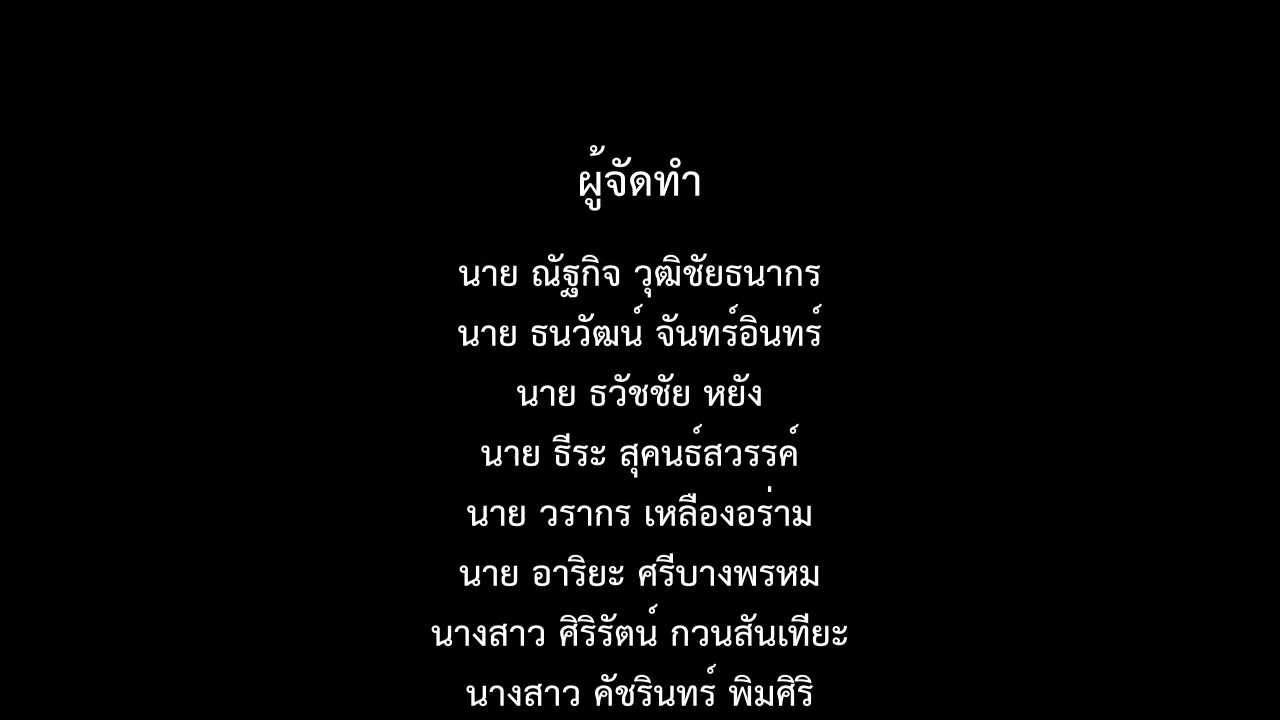 ผู้จัดทำ
นาย ณัฐกิจ วุฒิชัยธนากร
นาย ธนวัฒน์ จันทร์อินทร์
นาย ธวัชชัย หยัง
นาย ธีระ สุคนธ์สวรรค์
นาย วรากร เหลืองอร่าม
นาย อาริยะ ศรีบางพรหม
นางสาว ศิริรัตน์ กวนสันเทียะ
นางสาว คัชรินทร์ พิมศิริ